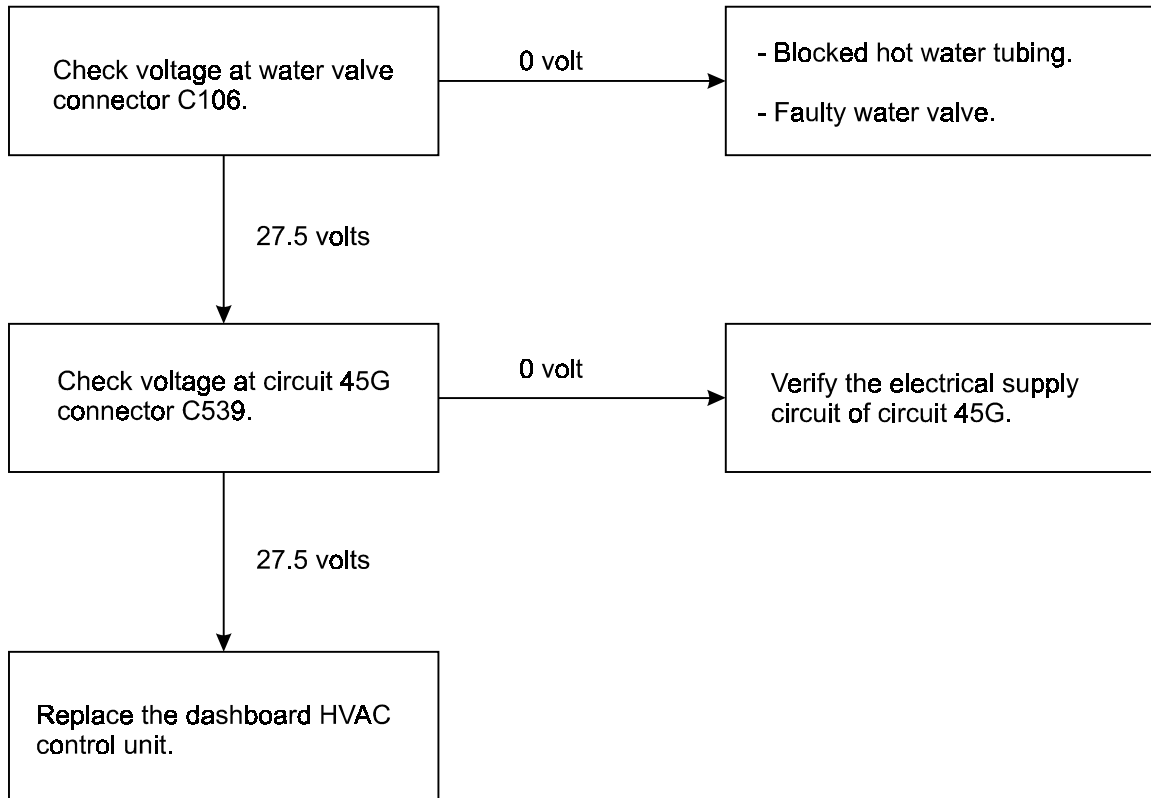 Check voltage at water valve
connector C106.
0 volt
- Blocked hot water tubing.
- Faulty water valve.
27.5 volts
Check voltage at circuit 45G
connector C539.
0 volt
Verify the electrical supply
circuit of circuit 45G.
27.5 volts
Replace the dashboard HVAC
control unit.